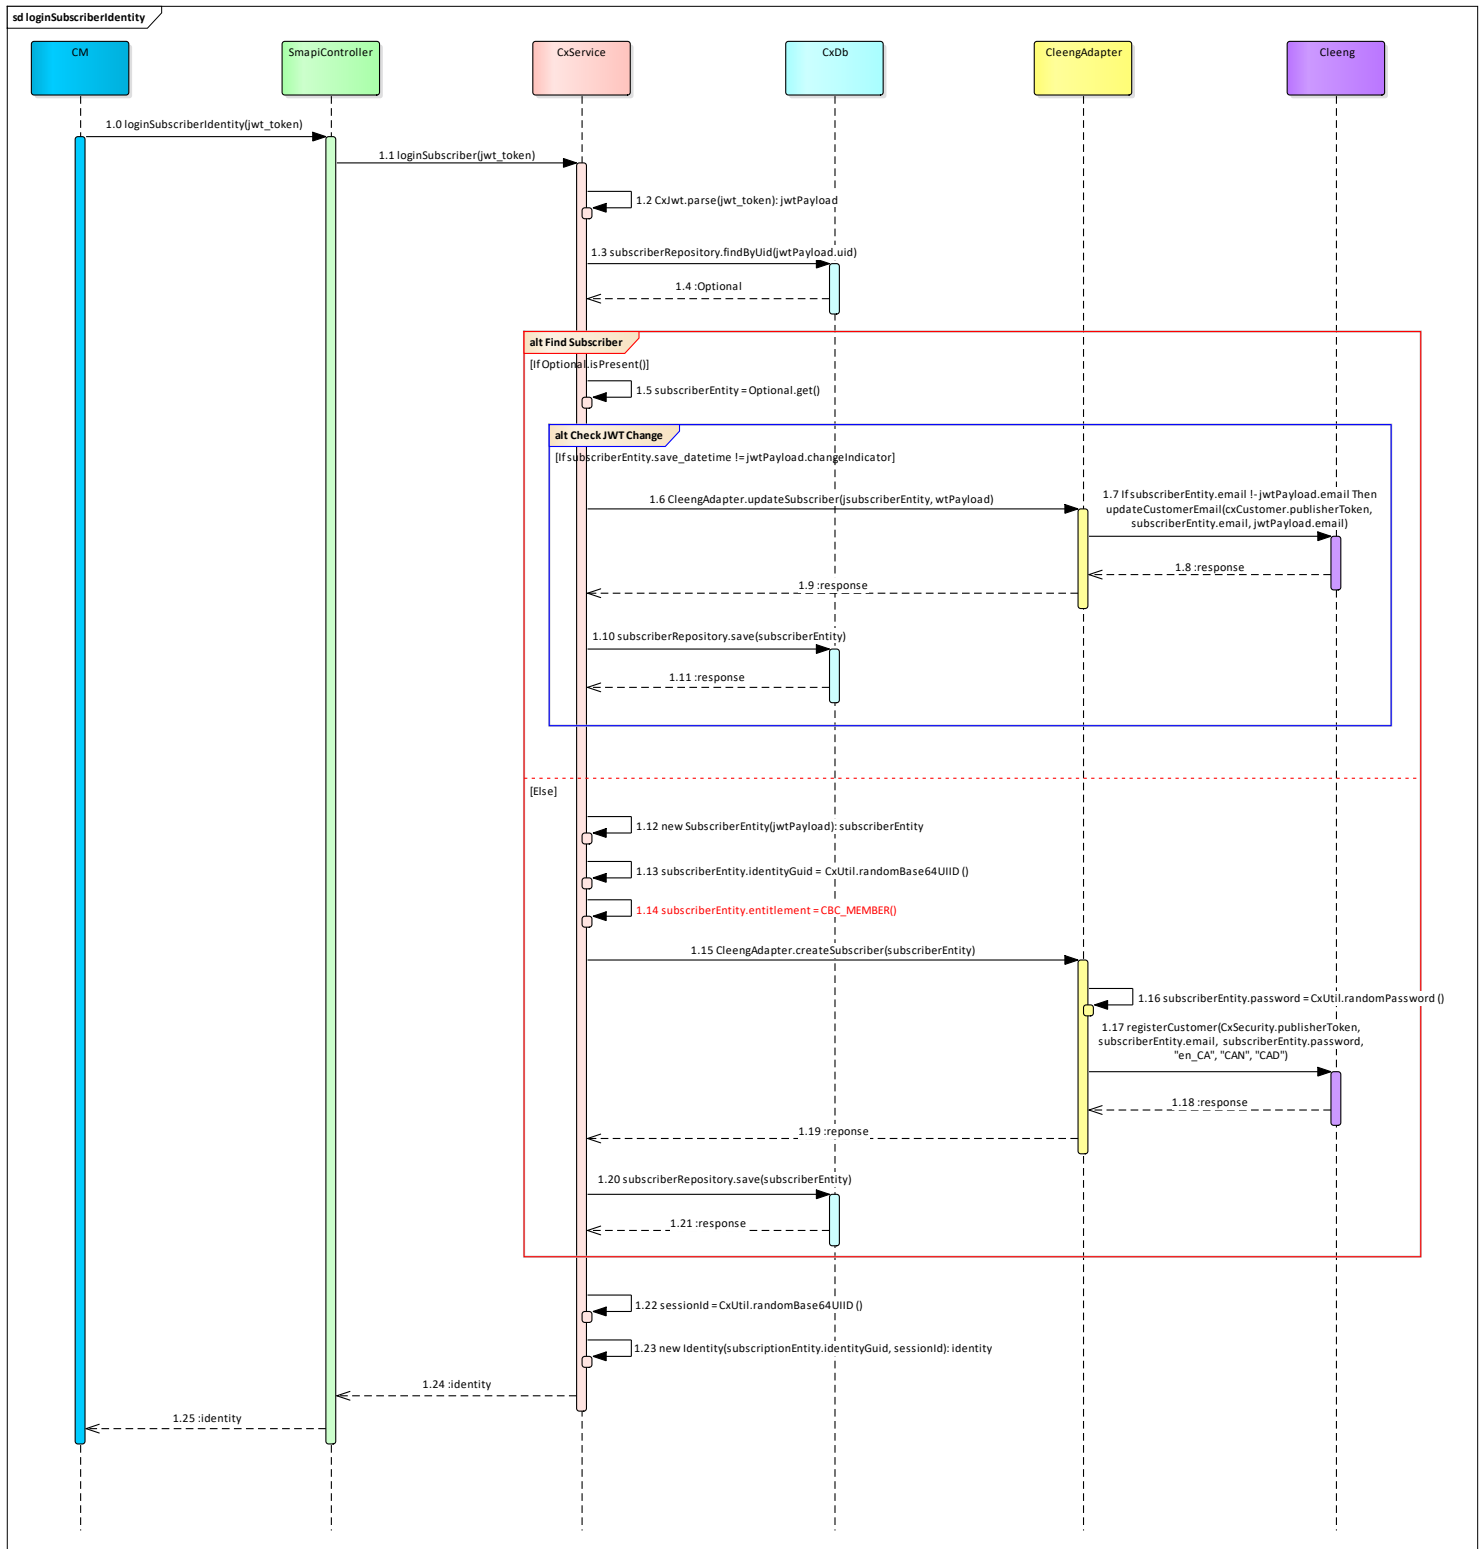 sd loginSubscriberIdentity
CM
SmapiController
CxService
CxDb
CleengAdapter
Cleeng
1.0 loginSubscriberIdentity(jwt_token)
1.1 loginSubscriber(jwt_token)
1.2 CxJwt.parse(jwt_token): jwtPayload
1.3 subscriberRepository.findByUid(jwtPayload.uid)
1.4 :Optional
alt Find Subscriber
[If Optional.isPresent()]
1.5 subscriberEntity = Optional.get()
alt Check JWT Change
[If subscriberEntity.save_datetime != jwtPayload.changeIndicator]
1.6 CleengAdapter.updateSubscriber(jsubscriberEntity, wtPayload)
1.7 If subscriberEntity.email !- jwtPayload.email Then
updateCustomerEmail(cxCustomer.publisherToken,
subscriberEntity.email, jwtPayload.email)
1.8 :response
1.9 :response
1.10 subscriberRepository.save(subscriberEntity)
1.11 :response
[Else]
1.12 new SubscriberEntity(jwtPayload): subscriberEntity
1.13 subscriberEntity.identityGuid = CxUtil.randomBase64UIID ()
1.14 subscriberEntity.entitlement = CBC_MEMBER()
1.15 CleengAdapter.createSubscriber(subscriberEntity)
1.16 subscriberEntity.password = CxUtil.randomPassword ()
1.17 registerCustomer(CxSecurity.publisherToken,
subscriberEntity.email, subscriberEntity.password,
"en_CA", "CAN", "CAD")
1.18 :response
1.19 :reponse
1.20 subscriberRepository.save(subscriberEntity)
1.21 :response
1.22 sessionId = CxUtil.randomBase64UIID ()
1.23 new Identity(subscriptionEntity.identityGuid, sessionId): identity
1.24 :identity
1.25 :identity